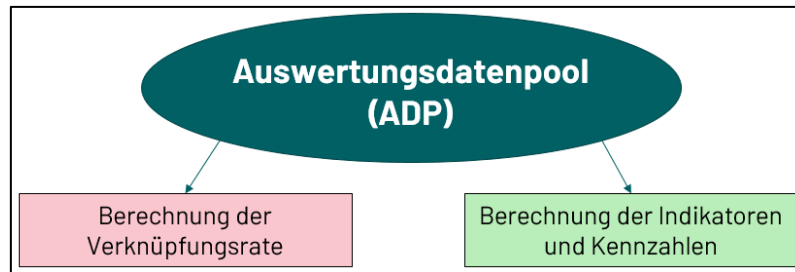 Auswertungsdatenpool
(ADP)
Berechnung der
Verknüpfungsrate
Berechnung der Indikatoren
und Kennzahlen